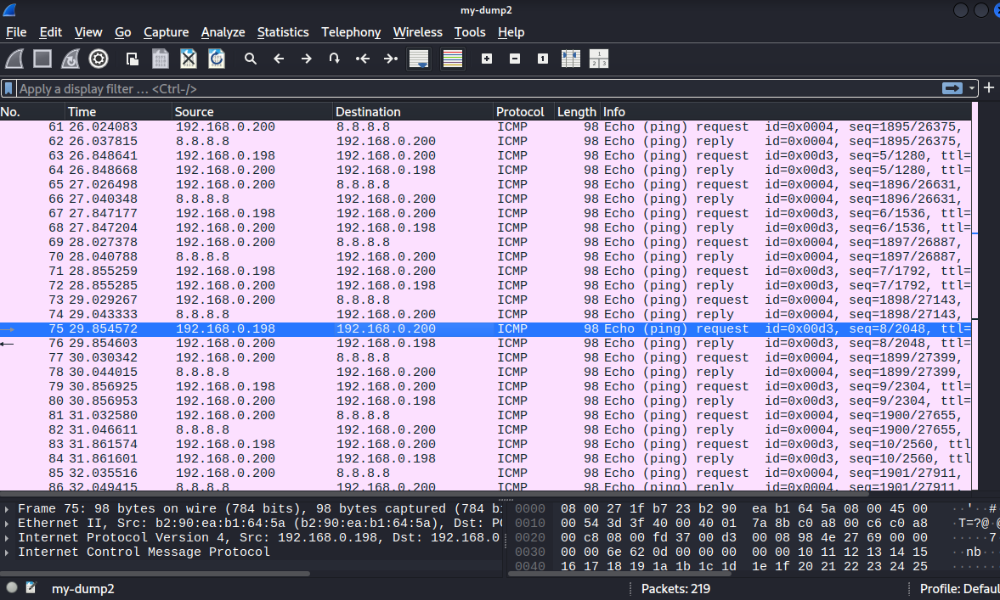 my-dump2
File Edit View Go Capture Analyze Statistics Telephony Wireless Tools Help
Apply a display filter … <Ctrl-/>
No. Time Source Destination Protocol Length Info
61 26.024083 192.168.0.200 8.8.8.8 ICMP 98 Echo (ping) request id=0x0004, seq=1895/26375,
62 26.037815 8.8.8.8 192.168.0.200 ICMP 98 Echo (ping) reply id=0x0004, seq=1895/26375,
63 26.848641 192.168.0.198 192.168.0.200 ICMP 98 Echo (ping) request id=0x00d3, seq=5/1280, ttl=
64 26.848668 192.168.0.200 192.168.0.198 ICMP 98 Echo (ping) reply id=0x00d3, seq=5/1280, ttl=
65 27.026498 192.168.0.200 8.8.8.8 ICMP 98 Echo (ping) request id=0x0004, seq=1896/26631,
66 27.040348 8.8.8.8 192.168.0.200 ICMP 98 Echo (ping) reply id=0x0004, seq=1896/26631,
67 27.847177 192.168.0.198 192.168.0.200 ICMP 98 Echo (ping) request id=0x00d3, seq=6/1536, ttl=
68 27.847204 192.168.0.200 192.168.0.198 ICMP 98 Echo (ping) reply id=0x00d3, seq=6/1536, ttl=
69 28.027378 192.168.0.200 8.8.8.8 ICMP 98 Echo (ping) request id=0x0004, seq=1897/26887,
70 28.040788 8.8.8.8 192.168.0.200 ICMP 98 Echo (ping) reply id=0x0004, seq=1897/26887,
71 28.855259 192.168.0.198 192.168.0.200 ICMP 98 Echo (ping) request id=0x00d3, seq=7/1792, ttl=
72 28.855285 192.168.0.200 192.168.0.198 ICMP 98 Echo (ping) reply id=0x00d3, seq=7/1792, ttl=
73 29.029267 192.168.0.200 8.8.8.8 ICMP 98 Echo (ping) request id=0x0004, seq=1898/27143,
74 29.043333 8.8.8.8 192.168.0.200 ICMP 98 Echo (ping) reply id=0x0004, seq=1898/27143,
75 29.854572 192.168.0.198 192.168.0.200 ICMP 98 Echo (ping) request id=0x00d3, seq=8/2048, ttl=
76 29.854603 192.168.0.200 192.168.0.198 ICMP 98 Echo (ping) reply id=0x00d3, seq=8/2048, ttl=
77 30.030342 192.168.0.200 8.8.8.8 ICMP 98 Echo (ping) request id=0x0004, seq=1899/27399,
78 30.044015 8.8.8.8 192.168.0.200 ICMP 98 Echo (ping) reply id=0x0004, seq=1899/27399,
79 30.856925 192.168.0.198 192.168.0.200 ICMP 98 Echo (ping) request id=0x00d3, seq=9/2304, ttl=
80 30.856953 192.168.0.200 192.168.0.198 ICMP 98 Echo (ping) reply id=0x00d3, seq=9/2304, ttl=
81 31.032580 192.168.0.200 8.8.8.8 ICMP 98 Echo (ping) request id=0x0004, seq=1900/27655,
82 31.046611 8.8.8.8 192.168.0.200 ICMP 98 Echo (ping) reply id=0x0004, seq=1900/27655,
83 31.861574 192.168.0.198 192.168.0.200 ICMP 98 Echo (ping) request id=0x00d3, seq=10/2560, ttl
84 31.861601 192.168.0.200 192.168.0.198 ICMP 98 Echo (ping) reply id=0x00d3, seq=10/2560, ttl
85 32.035516 192.168.0.200 8.8.8.8 ICMP 98 Echo (ping) request id=0x0004, seq=1901/27911,
86 32.049415 8.8.8.8 192.168.0.200 ICMP 98 Echo (ping) reply id=0x0004, seq=1901/27911,
Frame 75: 98 bytes on wire (784 bits), 98 bytes captured (784 bi
Ethernet II, Src: b2:90:ea:b1:64:5a (b2:90:ea:b1:64:5a), Dst: PC
Internet Protocol Version 4, Src: 192.168.0.198, Dst: 192.168.0
Internet Control Message Protocol
0000 08 00 27 1f b7 23 b2 90 ea b1 64 5a 08 00 45 00 ··'··#
0010 00 54 3d 3f 40 00 40 01 7a 8b c0 a8 00 c6 c0 a8 ·T=?@·@
0020 00 c8 08 00 fd 37 00 d3 00 08 98 4e 27 69 00 00 ·····7
0030 00 00 6e 62 0d 00 00 00 00 00 10 11 12 13 14 15 ··nb··
0040 16 17 18 19 1a 1b 1c 1d 1e 1f 20 21 22 23 24 25 ·······
my-dump2 Packets: 219 Profile: Defaul